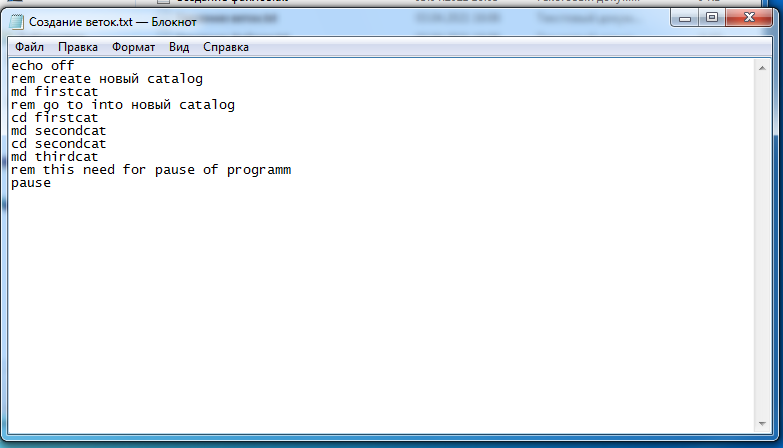 Создание веток.txt — Блокнот
Файл Правка Формат Вид Справка
echo off
rem create новый catalog
md firstcat
rem go to into новый catalog
cd firstcat
md secondcat
cd secondcat
md thirdcat
rem this need for pause of programm
pause